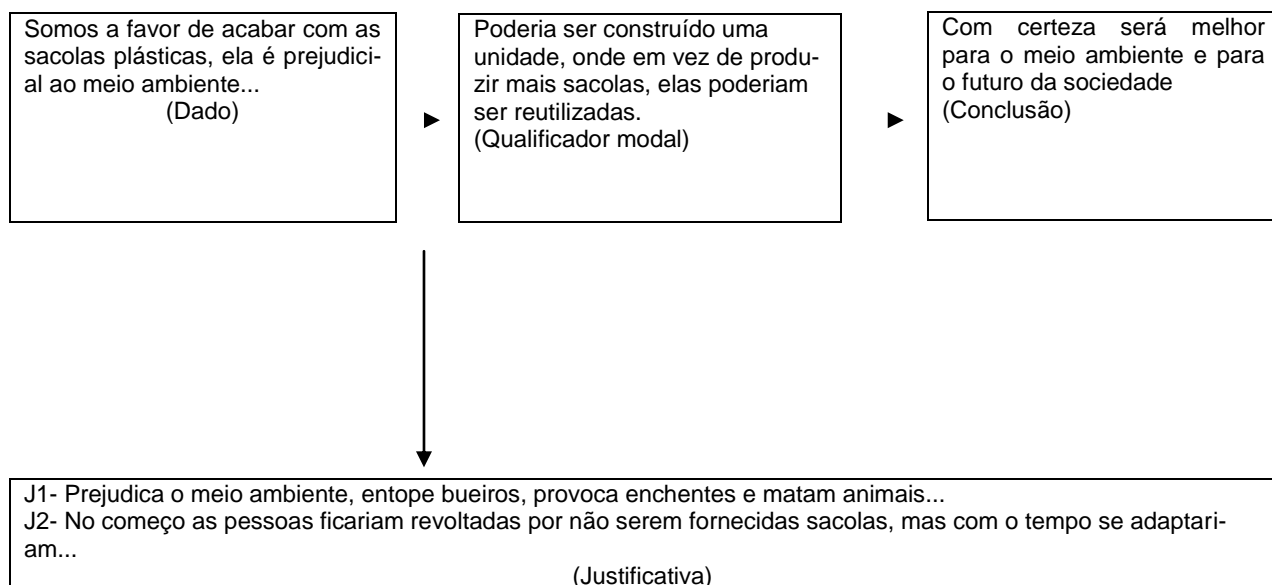 Somos a favor de acabar com as
sacolas plásticas, ela é prejudici-
al ao meio ambiente...
(Dado)
Poderia ser construído uma
unidade, onde em vez de produ-
zir mais sacolas, elas poderiam
ser reutilizadas.
(Qualificador modal)
Com certeza será melhor
para o meio ambiente e para
o futuro da sociedade
(Conclusão)
J1- Prejudica o meio ambiente, entope bueiros, provoca enchentes e matam animais...
J2- No começo as pessoas ficariam revoltadas por não serem fornecidas sacolas, mas com o tempo se adaptari-
am...
(Justificativa)